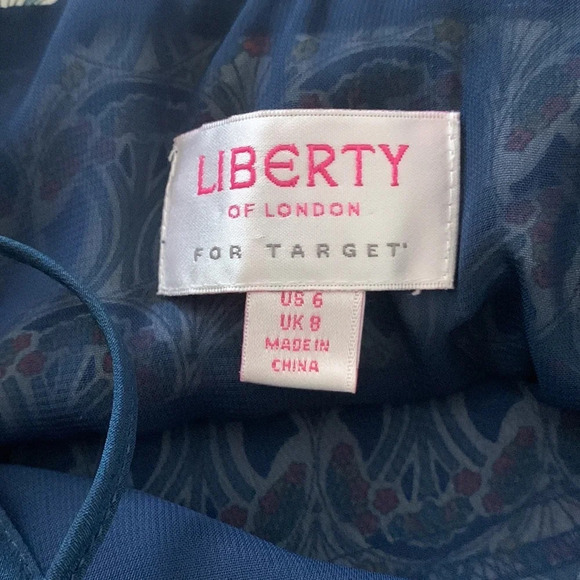 LIBERTY
OF LONDON
FOR TARGET
US 6
UK 8
MADE IN
CHINA